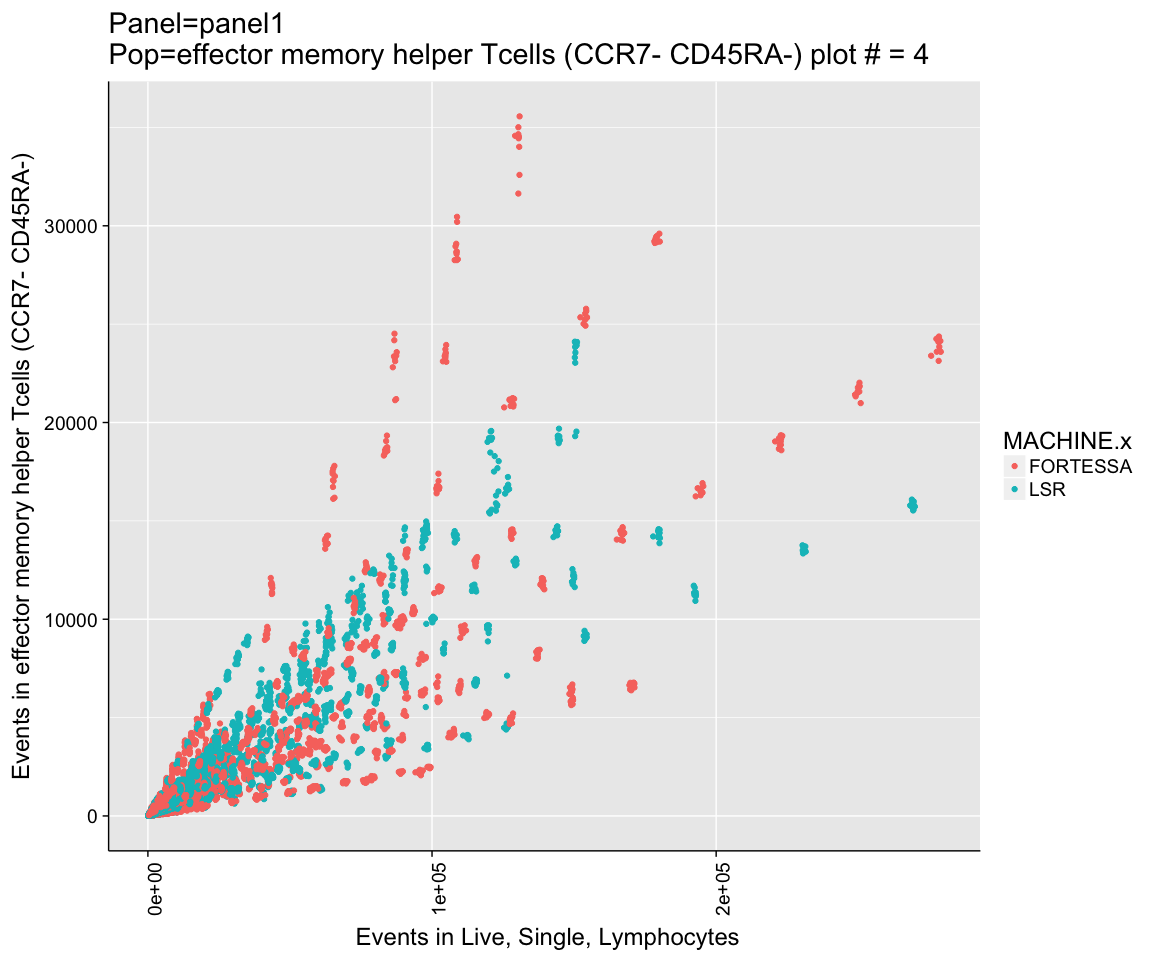 Panel=panel1
Pop=effector memory helper Tcells (CCR7- CD45RA-) plot # = 4
Events in effector memory helper Tcells (CCR7- CD45RA-)
30000
20000
10000
0
0e+00
1e+05
2e+05
Events in Live, Single, Lymphocytes
MACHINE.x
FORTESSA
LSR